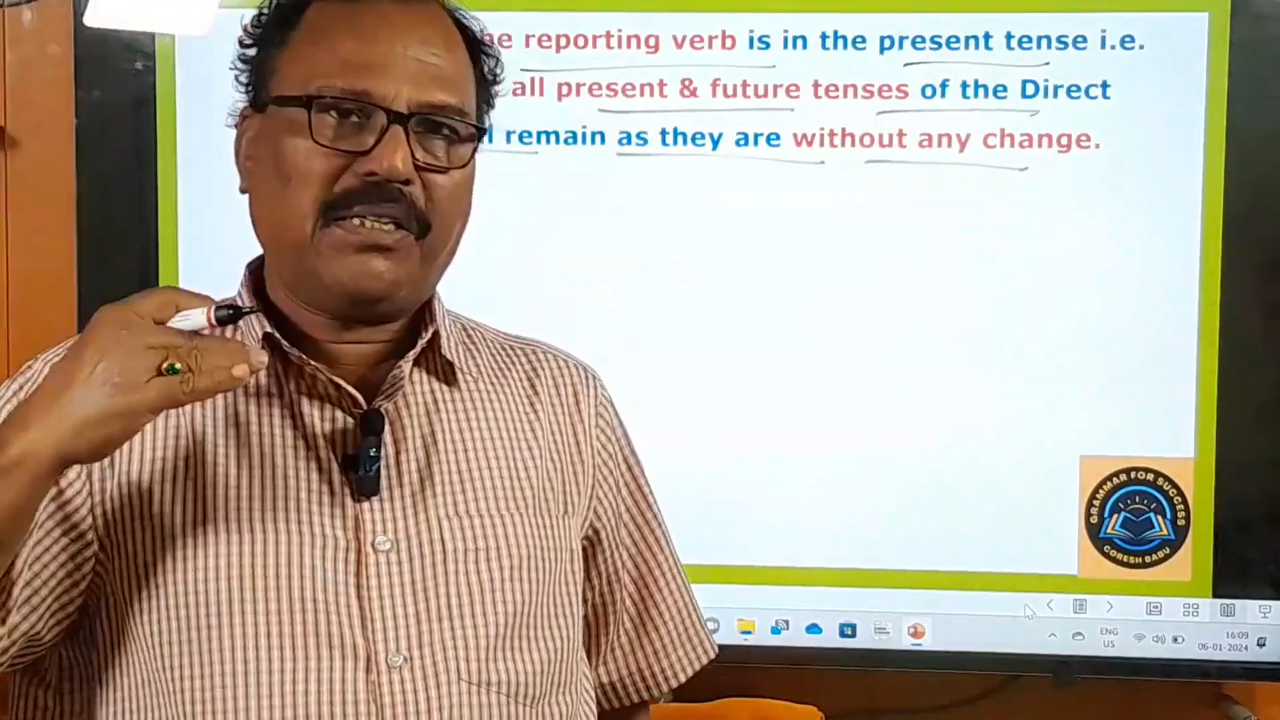 reporting verb is in the present tense i.e.
all present & future tenses of the Direct
remain as they are without any change.
GRAMMAR FOR SUCCESS
CORESH BABU
ENG
US
16:09
06-01-2024